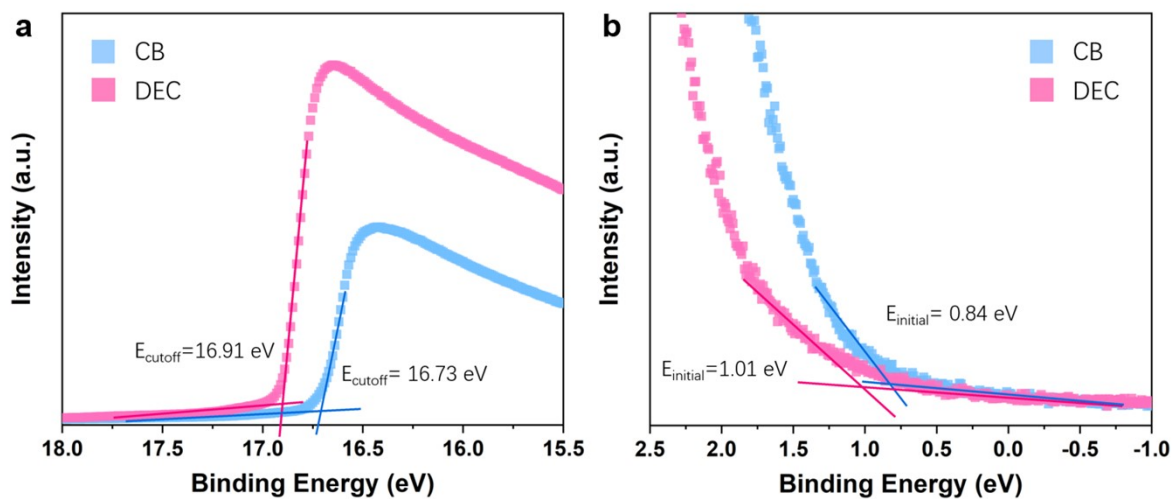 a
CB
DEC
Intensity (a.u.)
E_cutoff=16.91 eV
E_cutoff= 16.73 eV
18.0 17.5 17.0 16.5 16.0 15.5
Binding Energy (eV)
b
CB
DEC
Intensity (a.u.)
E_initial= 0.84 eV
E_initial=1.01 eV
2.5 2.0 1.5 1.0 0.5 0.0 -0.5 -1.0
Binding Energy (eV)